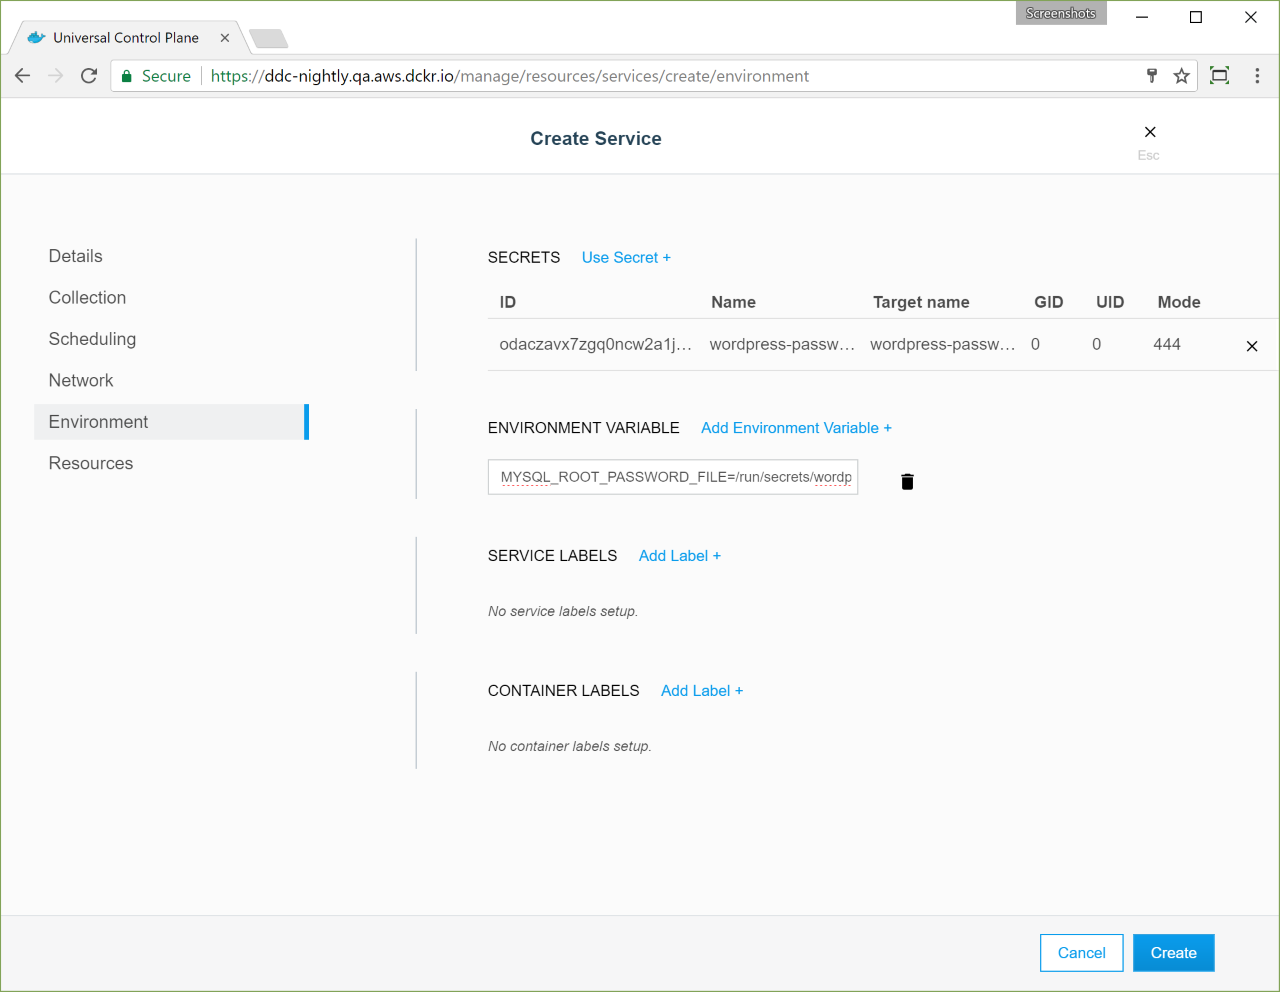 Screenshots
Universal Control Plane
Secure https://ddc-nightly.qa.aws.dckr.io/manage/resources/services/create/environment
Create Service
Esc
Details
Collection
Scheduling
Network
Environment
Resources
SECRETS Use Secret +
ID Name Target name GID UID Mode
odaczavx7zgq0ncw2a1j... wordpress-passw... wordpress-passw... 0 0 444
ENVIRONMENT VARIABLE Add Environment Variable +
MYSQL_ROOT_PASSWORD_FILE=/run/secrets/wordp
SERVICE LABELS Add Label +
No service labels setup.
CONTAINER LABELS Add Label +
No container labels setup.
Cancel Create